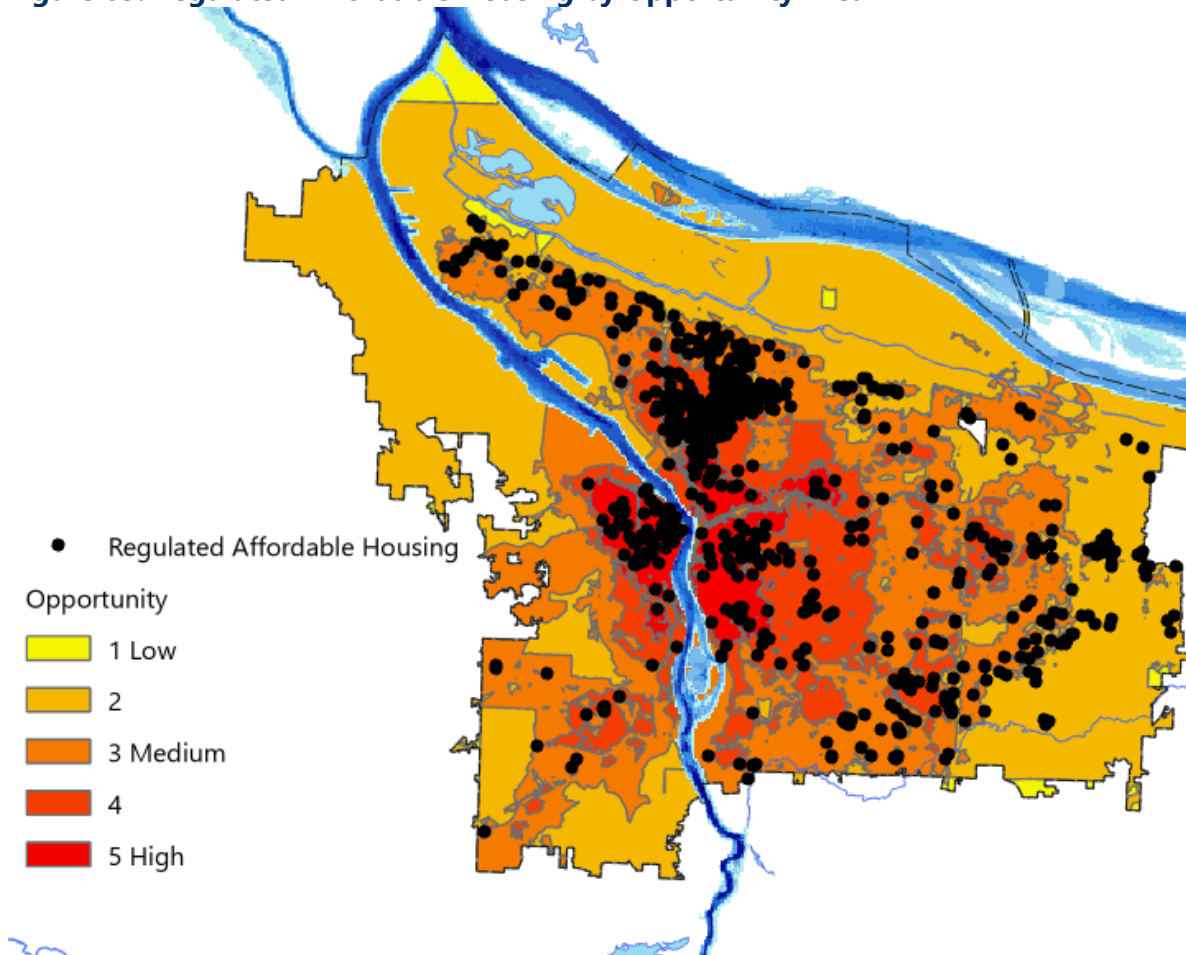 Regulated Affordable Housing
Opportunity
1 Low
2
3 Medium
4
5 High